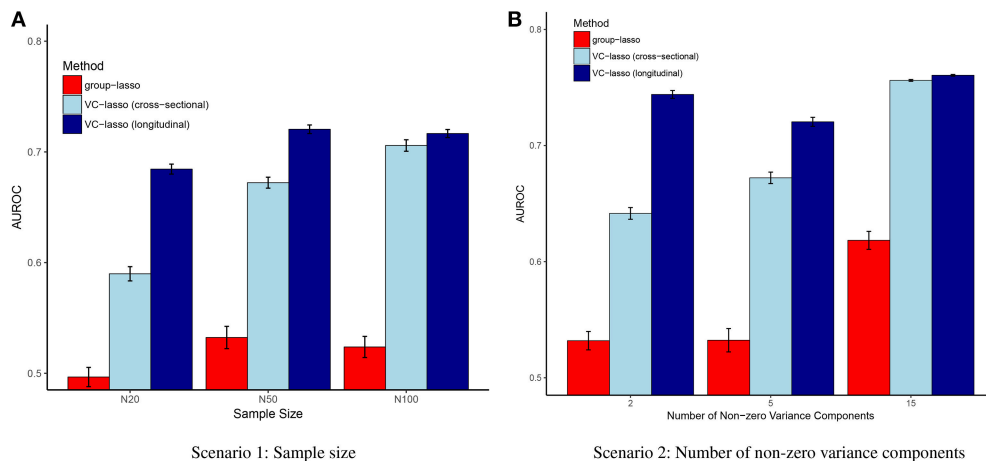 A
Method
group-lasso
VC-lasso (cross-sectional)
VC-lasso (longitudinal)
0.8
0.7
0.6
0.5
AUROC
N20
N50
N100
Sample Size
Scenario 1: Sample size
B
Method
group-lasso
VC-lasso (cross-sectional)
VC-lasso (longitudinal)
0.8
0.7
0.6
0.5
AUROC
2
5
15
Number of Non-zero Variance Components
Scenario 2: Number of non-zero variance components